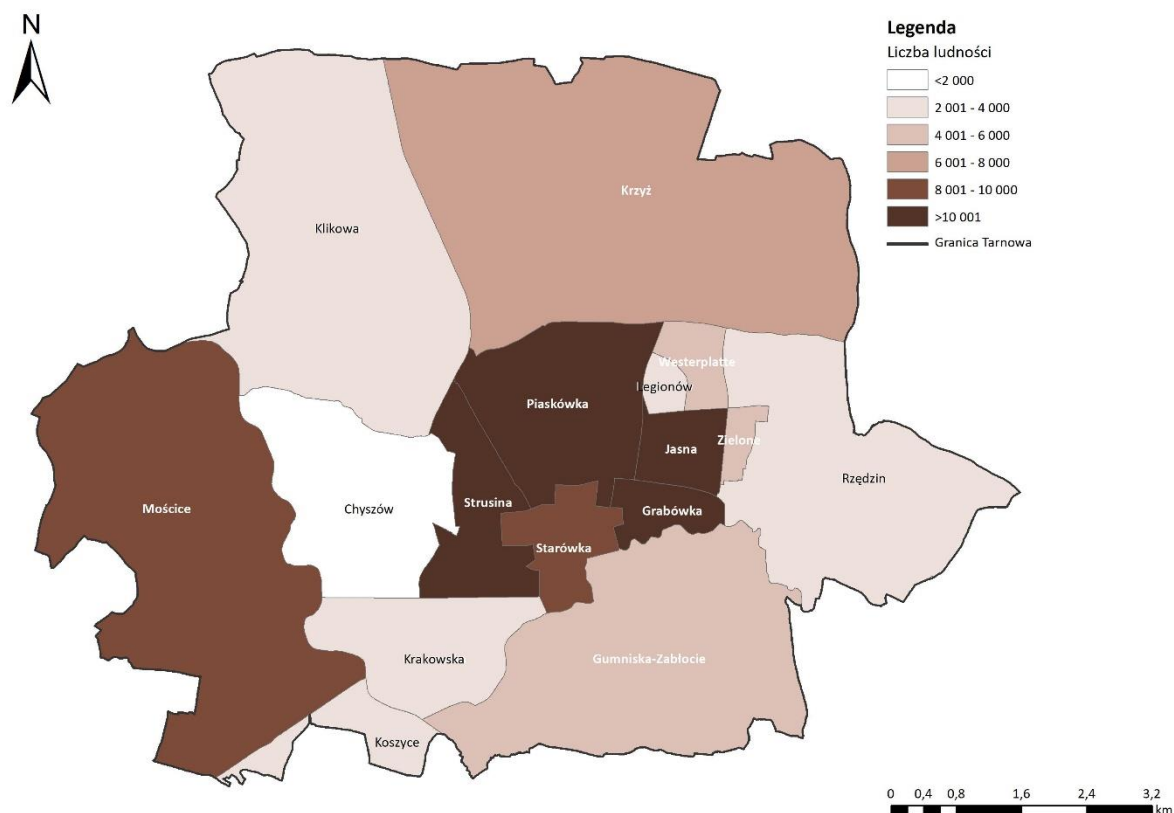 N
Legenda
Liczba ludności
<2 000
2 001 - 4 000
4 001 - 6 000
6 001 - 8 000
8 001 - 10 000
>10 001
Granica Tarnowa
Krzyż
Klikowa
Westerplatte
Legionów
Piaskówka
Jasna
Zielone
Rzędzin
Strusina
Mościce
Chyszów
Grabówka
Starówka
Krakowska
Gumniska-Zabłocie
Koszyce
0 0,4 0,8 1,6 2,4 3,2
km